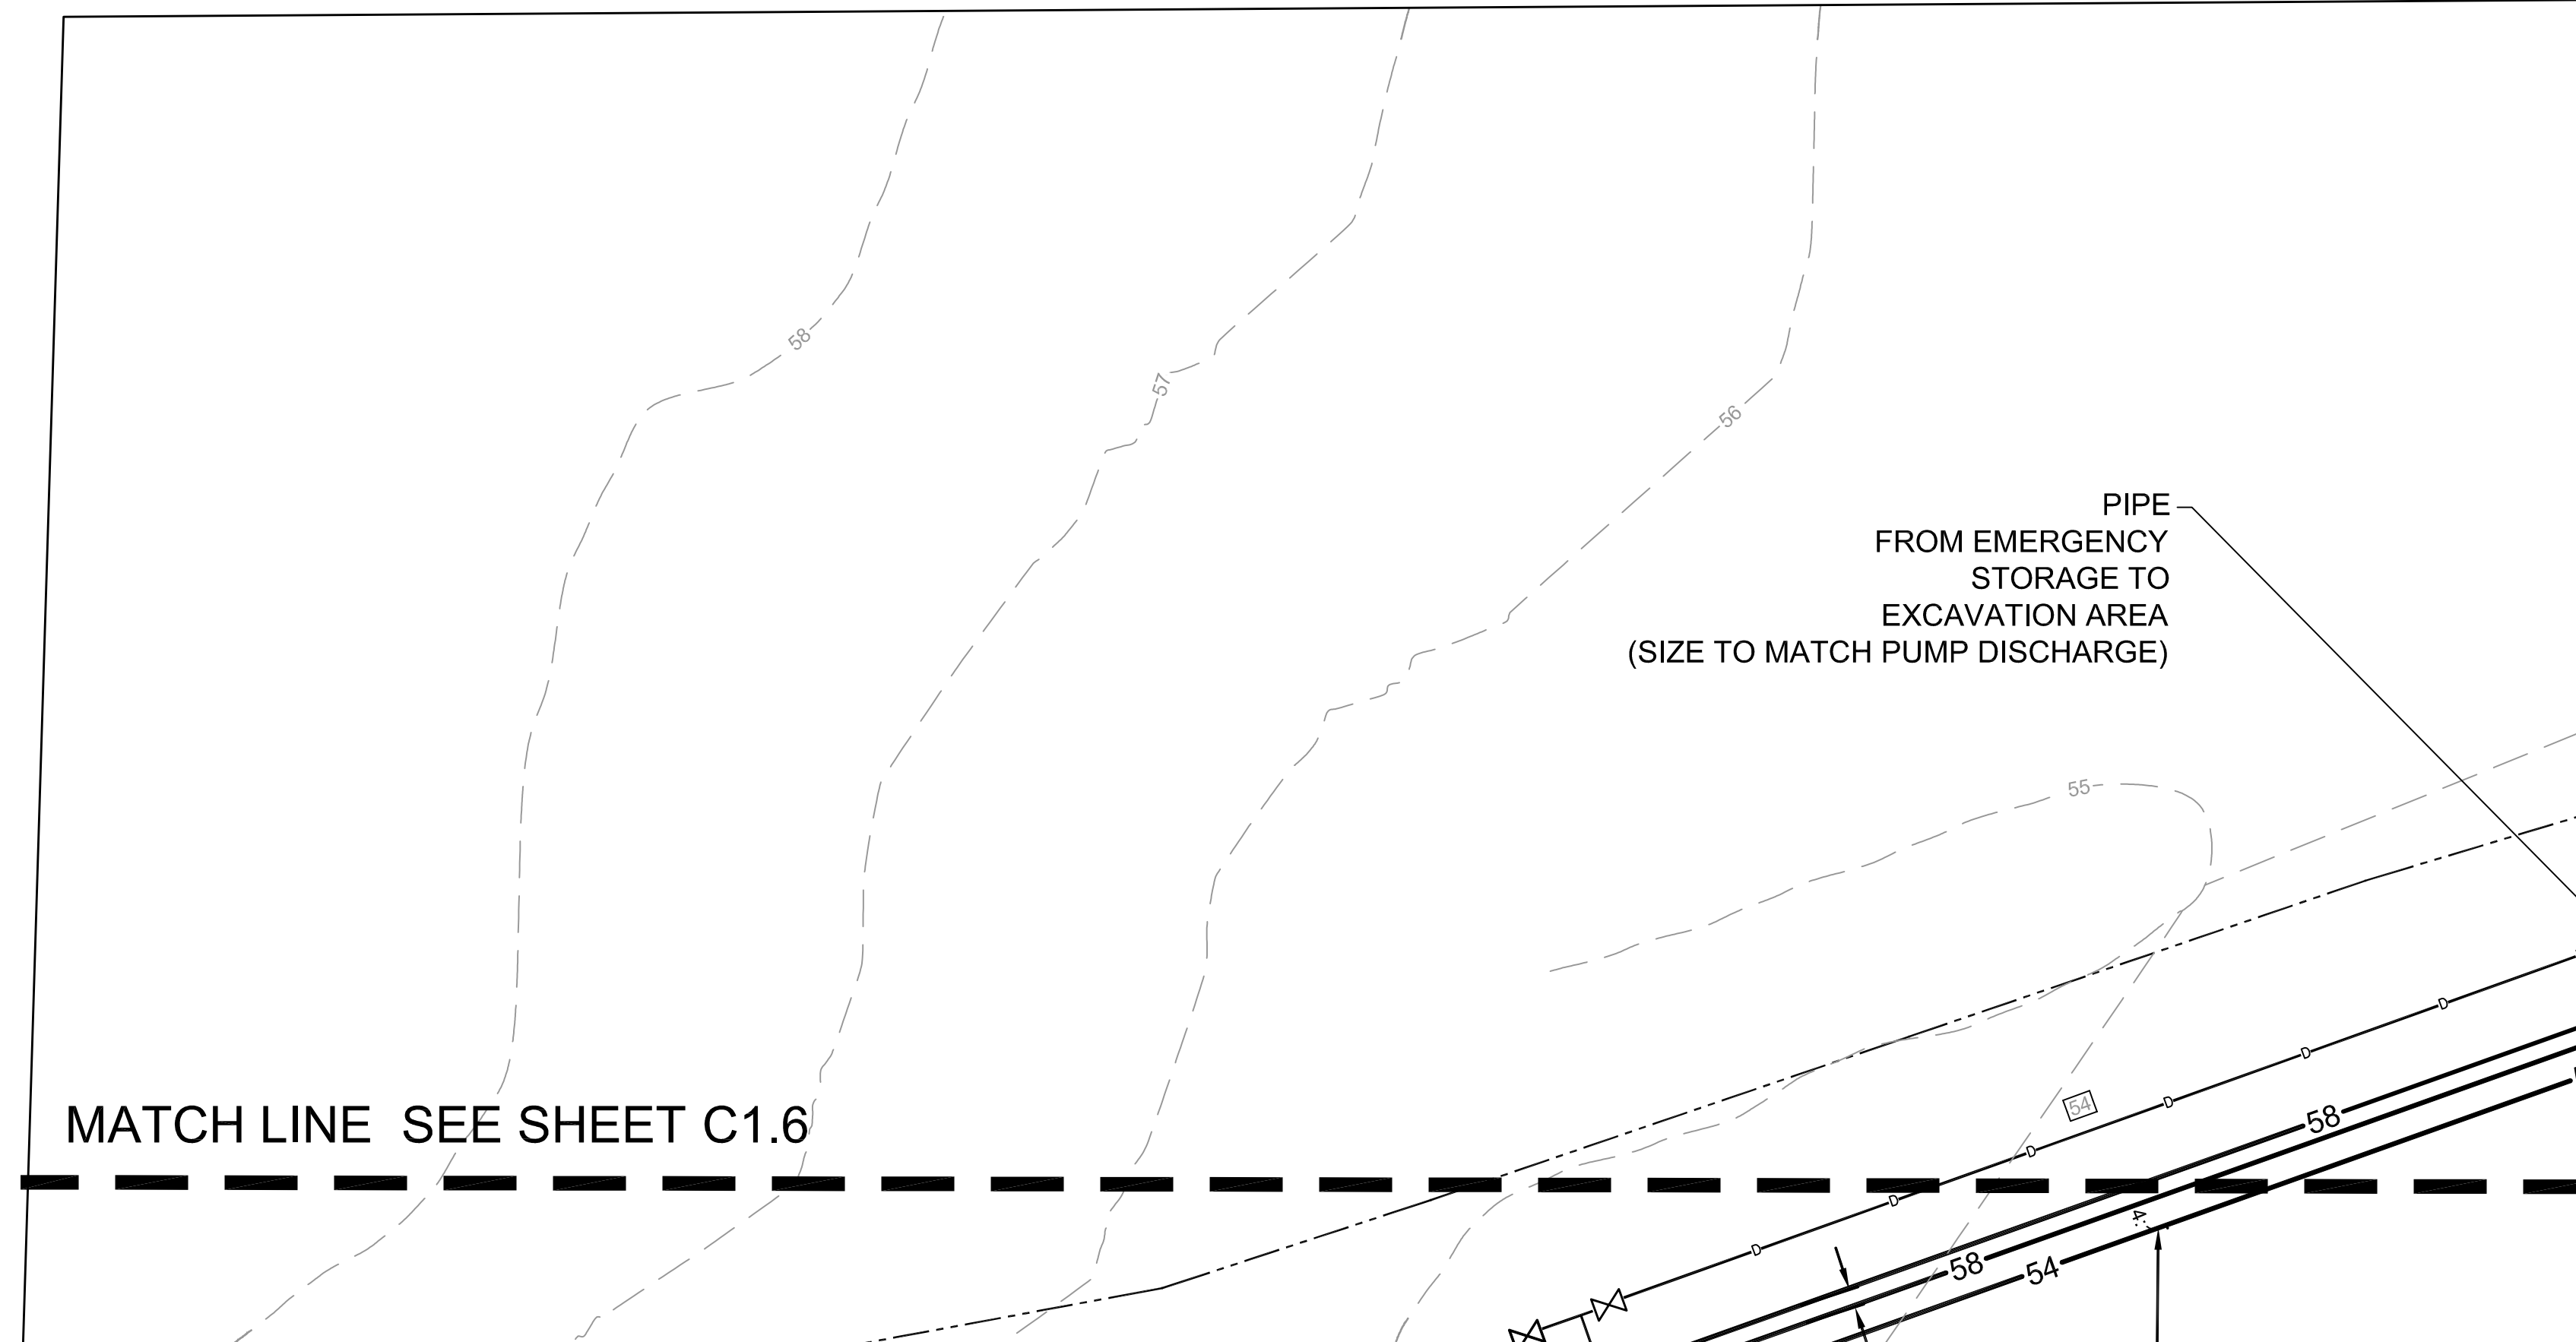 58
57
56
PIPE
FROM EMERGENCY
STORAGE TO
EXCAVATION AREA
(SIZE TO MATCH PUMP DISCHARGE)
55
D
D
54
D
58
MATCH LINE SEE SHEET C1.6
D
D
58
54
D